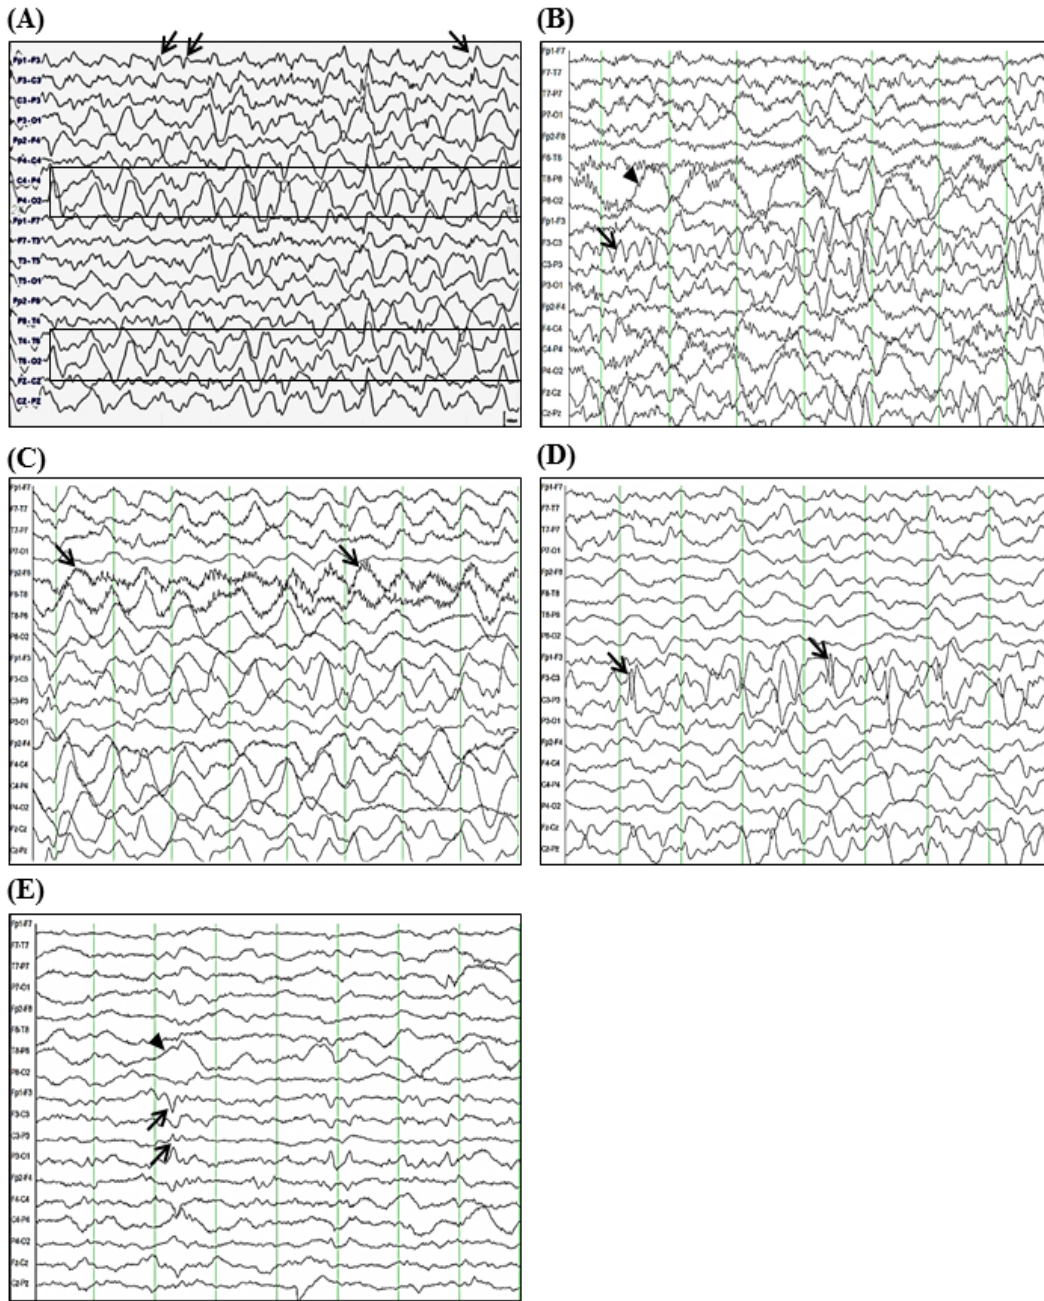 (A)
Fp1-F3
F3-C3
C3-P3
P3-O1
Fp2-F4
F4-C4
C4-P4
P4-O2
Fp1-F7
F7-T3
T3-T5
T5-O1
Fp2-F8
F8-T4
T4-T6
T6-O2
FZ-CZ
CZ-PZ
(B)
Fp1-F7
F7-T7
T7-P7
P7-O1
Fp2-F8
F8-T8
T8-P8
P8-O2
Fp1-F3
F3-C3
C3-P3
P3-O1
Fp2-F4
F4-C4
C4-P4
P4-O2
Fz-Cz
Cz-Pz
(C)
Fp1-F7
F7-T7
T7-P7
P7-O1
Fp2-F8
F8-T8
T8-P8
P8-O2
Fp1-F3
F3-C3
C3-P3
P3-O1
Fp2-F4
F4-C4
C4-P4
P4-O2
Fz-Cz
Cz-Pz
(D)
Fp1-F7
F7-T7
T7-P7
P7-O1
Fp2-F8
F8-T8
T8-P8
P8-O2
Fp1-F3
F3-C3
C3-P3
P3-O1
Fp2-F4
F4-C4
C4-P4
P4-O2
Fz-Cz
Cz-Pz
(E)
Fp1-F7
F7-T7
T7-P7
P7-O1
Fp2-F8
F8-T8
T8-P8
P8-O2
Fp1-F3
F3-C3
C3-P3
P3-O1
Fp2-F4
F4-C4
C4-P4
P4-O2
Fz-Cz
Cz-Pz